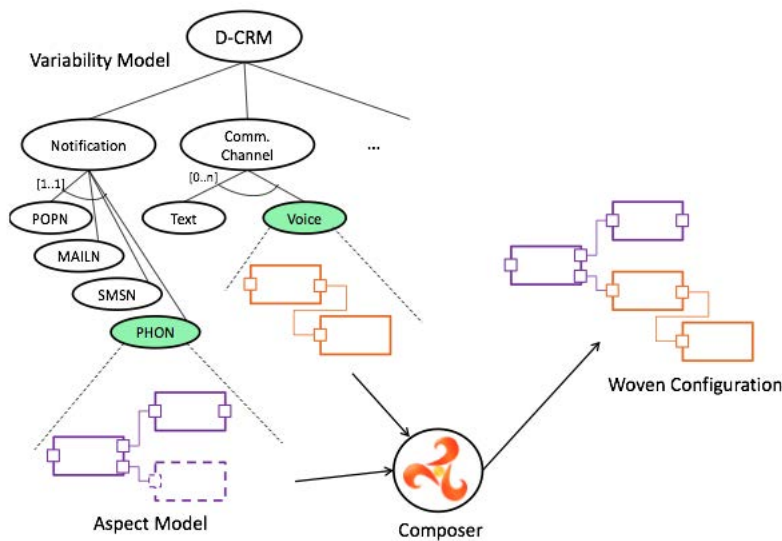 D-CRM
Variability Model
Notification
Comm.
Channel
...
[1..1]
[0..n]
POPN
Text
Voice
MAILN
SMSN
PHON
Woven Configuration
Aspect Model
Composer